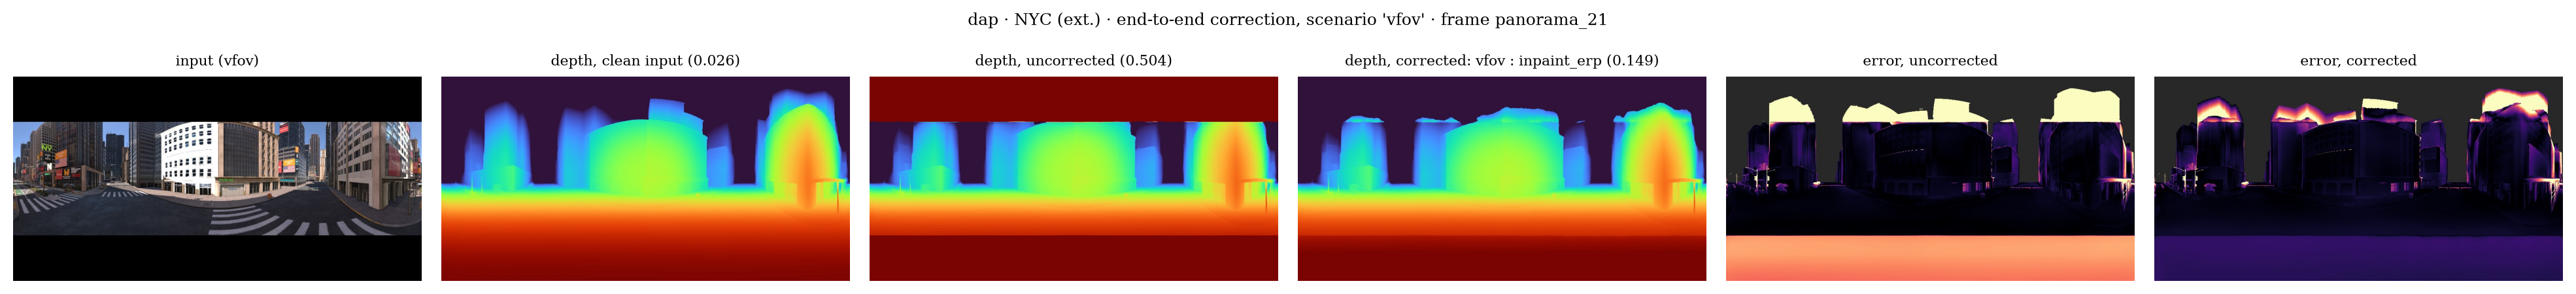 dap · NYC (ext.) · end-to-end correction, scenario 'vfov' · frame panorama_21
input (vfov)
depth, clean input (0.026)
depth, uncorrected (0.504)
depth, corrected: vfov : inpaint_erp (0.149)
error, uncorrected
error, corrected